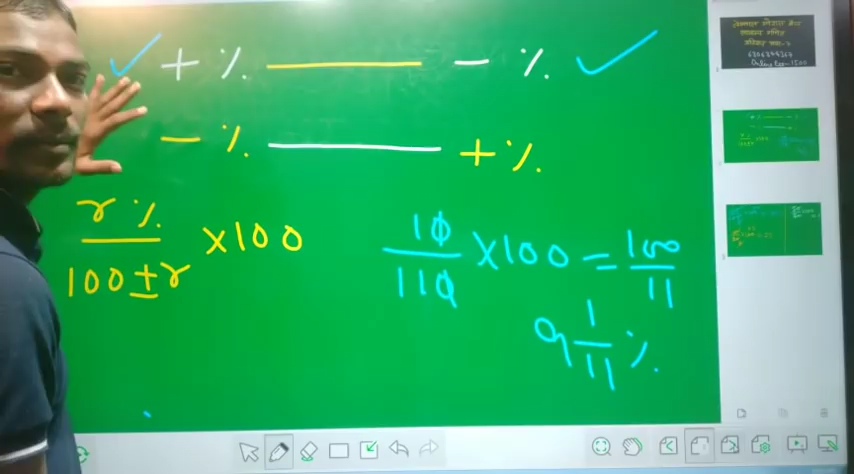 + % — - %
- % — + %
r %
100 ± r
×100
10
110
×100 = 100
11
9 1/11 %